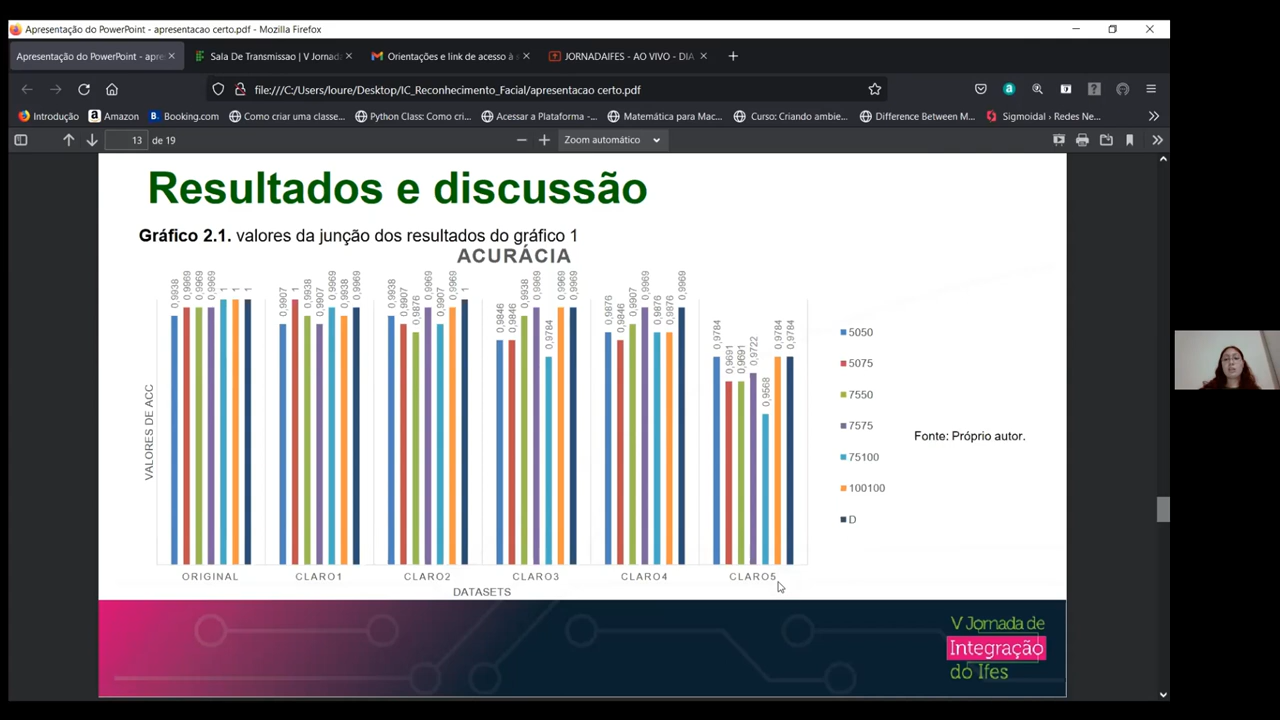 Apresentação do PowerPoint - apresentacao certo.pdf - Mozilla Firefox
Apresentação do PowerPoint - apre
Sala De Transmissao | V Jornada
Orientações e link de acesso à s
JORNADAIFES - AO VIVO - DIA
file:///C:/Users/loure/Desktop/IC_Reconhecimento_Facial/apresentacao certo.pdf
Introdução
Amazon
Booking.com
Como criar uma classe...
Python Class: Como cri...
Acessar a Plataforma -...
Matemática para Mac...
Curso: Criando ambie...
Difference Between M...
Sigmoidal › Redes Ne...
13 de 19
Zoom automático
Resultados e discussão
Gráfico 2.1. valores da junção dos resultados do gráfico 1
ACURÁCIA
VALORES DE ACC
0,9938 0,9969 0,9969 0,9969 1 1 1
0,9907 1 0,9938 0,9907 0,9969 0,9938 0,9969
0,9938 0,9907 0,9876 0,9969 0,9907 0,9969 1
0,9846 0,9846 0,9938 0,9969 0,9784 0,9969 0,9969
0,9876 0,9846 0,9907 0,9969 0,9876 0,9876 0,9969
0,9784 0,9691 0,9691 0,9722 0,9568 0,9784 0,9784
ORIGINAL CLARO1 CLARO2 CLARO3 CLARO4 CLARO5
DATASETS
5050
5075
7550
7575
75100
100100
D
Fonte: Próprio autor.
V Jornada de
Integração
do Ifes